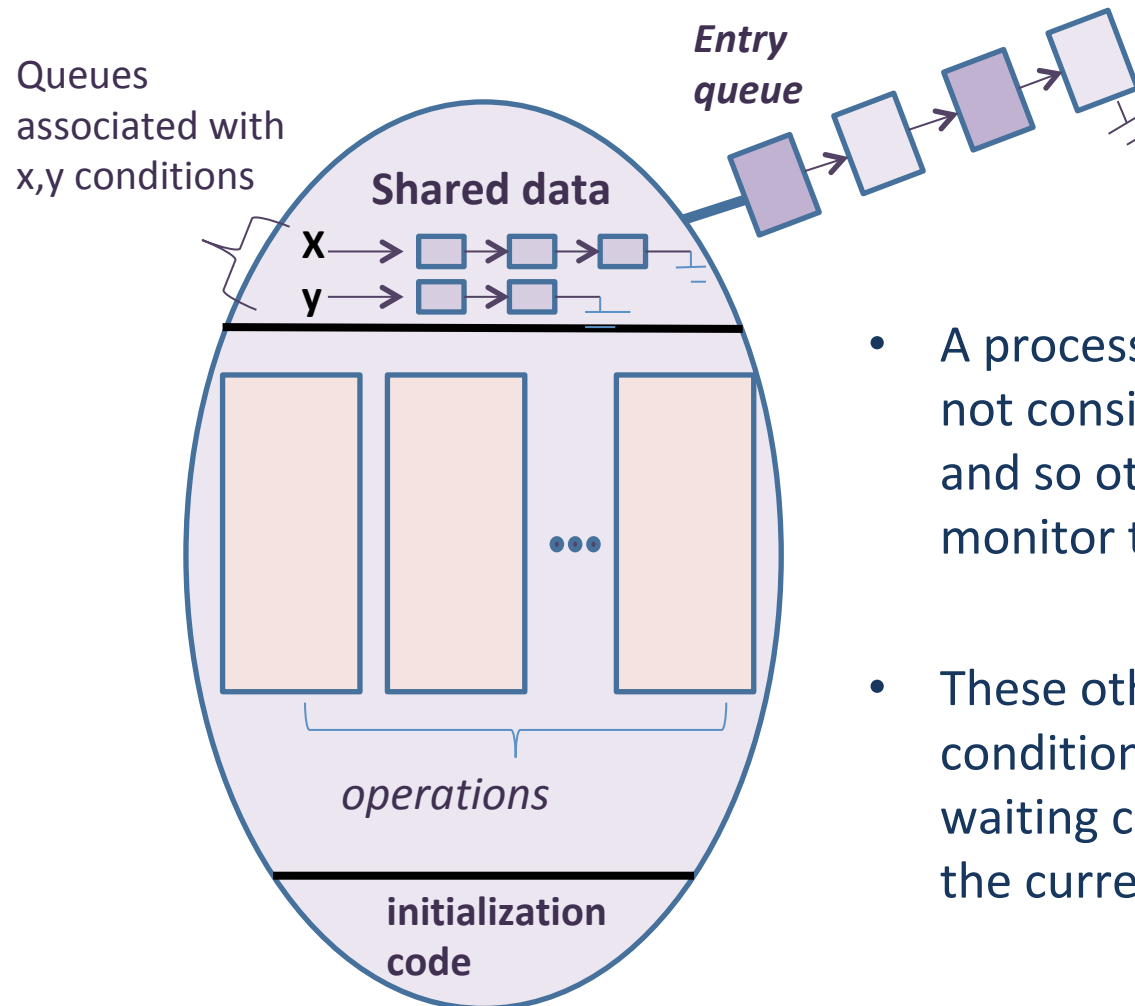 Queues
associated with
x,y conditions
Entry
queue
Shared data
x
y
operations
initialization
code
• A process
not consi
and so ot
monitor t
• These oth
condition
waiting c
the curre